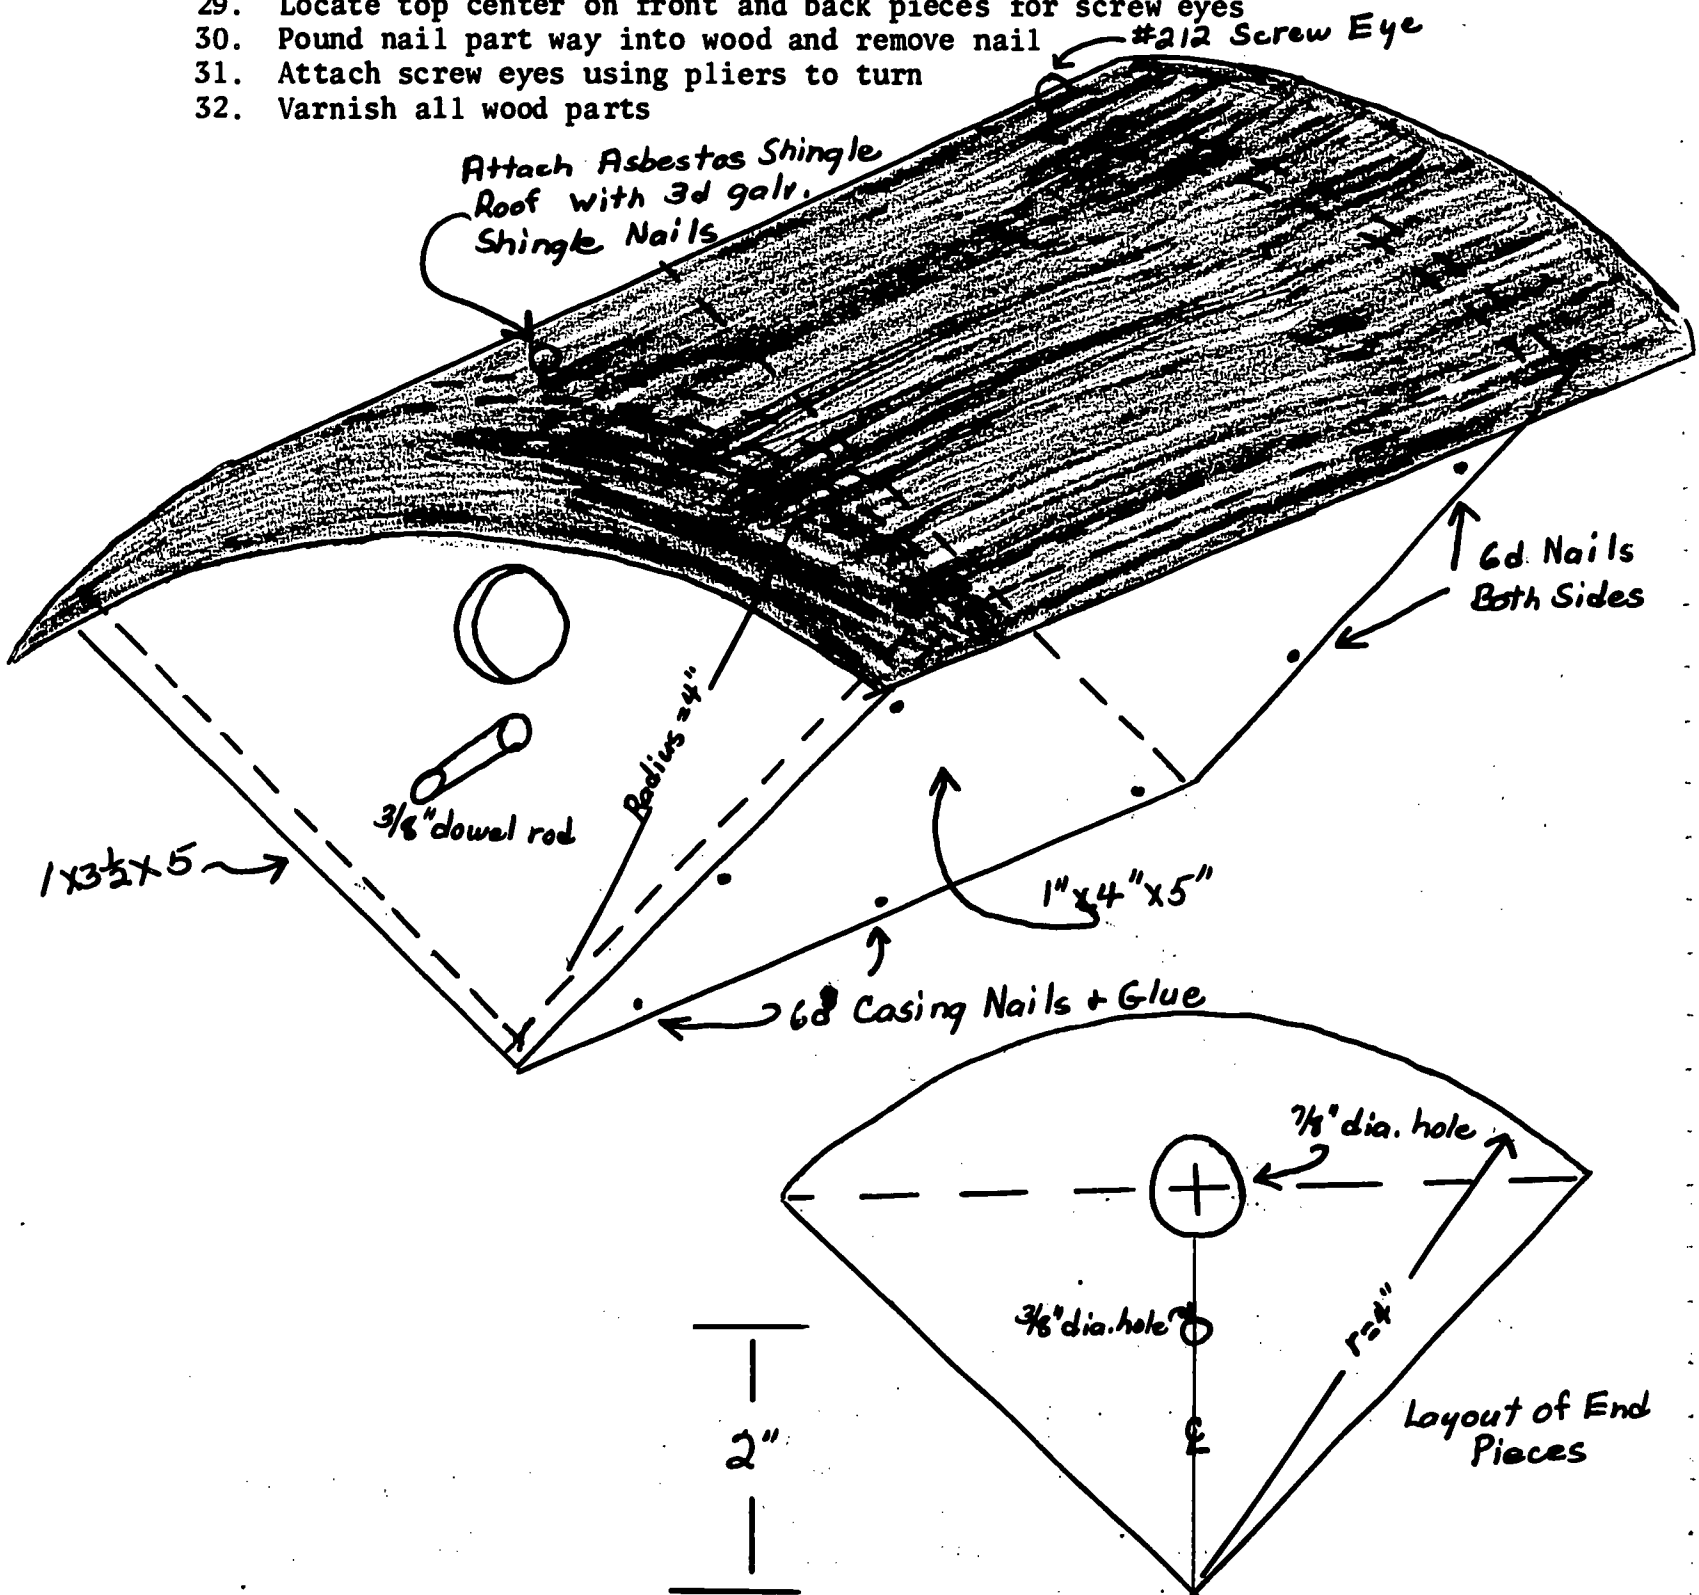 29. Locate top center on front and back pieces for screw eyes
30. Pound nail part way into wood and remove nail
#212 Screw Eye
31. Attach screw eyes using pliers to turn
32. Varnish all wood parts
Attach Asbestos Shingle
Roof with 3d galv.
Shingle Nails
6d Nails
Both Sides
Radius=4"
3/8" dowel rod
1x3½x5
1"x4"x5"
6d Casing Nails + Glue
7/8" dia. hole
3/8" dia. hole
r=4"
2"
℄
Layout of End
Pieces